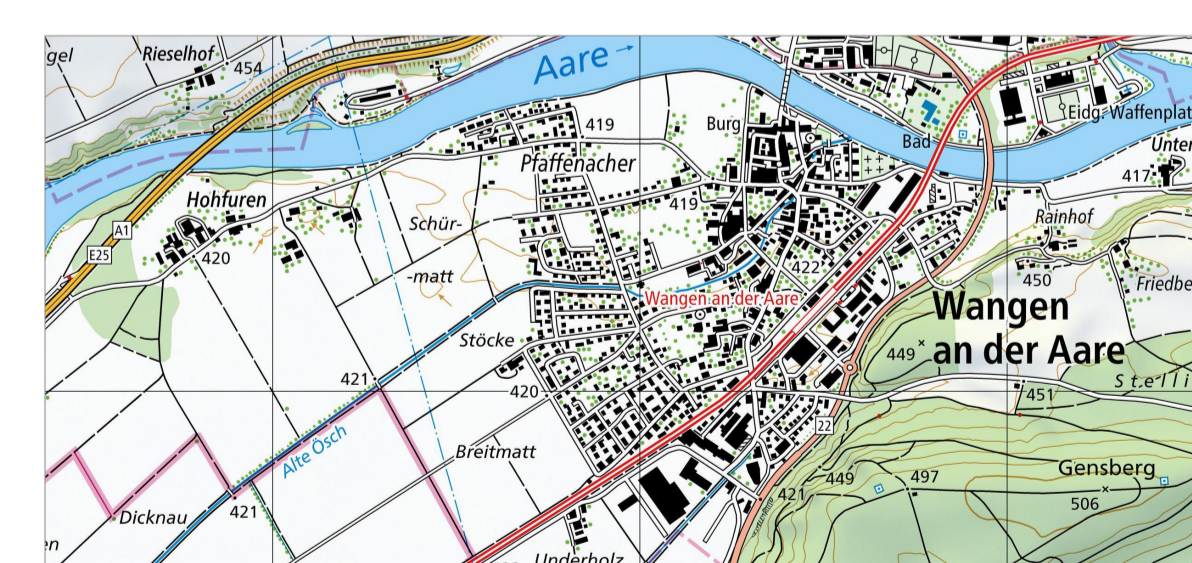 gel
Rieselhof
454
Aare →
Eidg. Waffenplat
Burg
419
Bad
Unter
Pfaffenacher
417
Hohfuren
419
Schür-
Rainhof
A1
E25
420
-matt
422
450
Friedbe
Wangen an der Aare
Wangen
an der Aare
Stöcke
449
421
420
Stelli
451
22
Alte Ösch
Breitmatt
Gensberg
449
497
421
506
Dicknau
421
en
Underholz